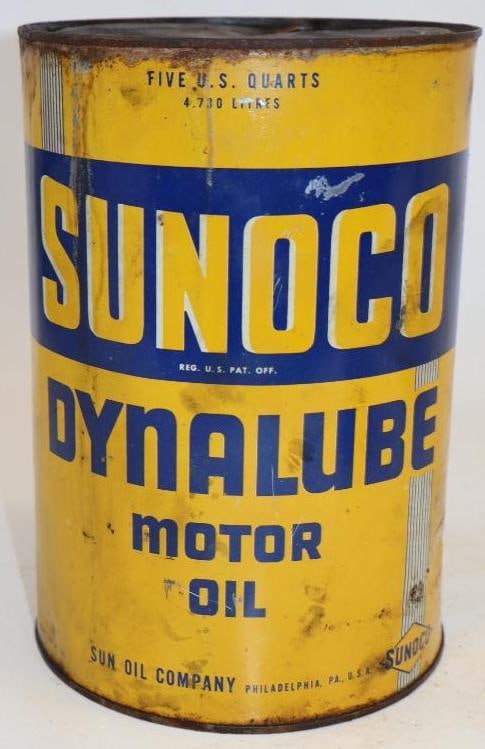 FIVE U.S. QUARTS
4.730 LITRES
SUNOCO
REG. U.S. PAT. OFF.
DYNALUBE
MOTOR
OIL
SUN OIL COMPANY PHILADELPHIA, PA., U.S.A.
SUNOCO